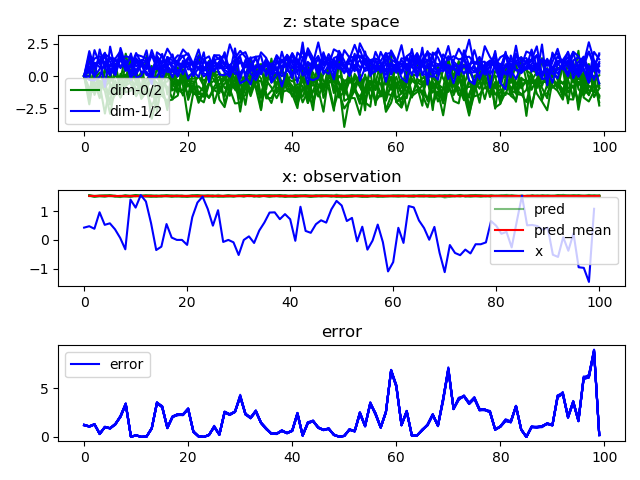 z: state space
2.5
0.0
−2.5
dim-0/2
dim-1/2
0
20
40
60
80
100
x: observation
1
0
−1
pred
pred_mean
x
0
20
40
60
80
100
error
5
0
error
0
20
40
60
80
100